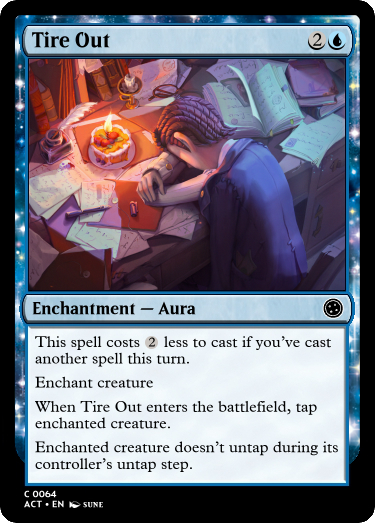 Tire Out 2
Enchantment — Aura
This spell costs 2 less to cast if you've cast
another spell this turn.
Enchant creature
When Tire Out enters the battlefield, tap
enchanted creature.
Enchanted creature doesn't untap during its
controller's untap step.
C 0064
ACT • EN SUNE